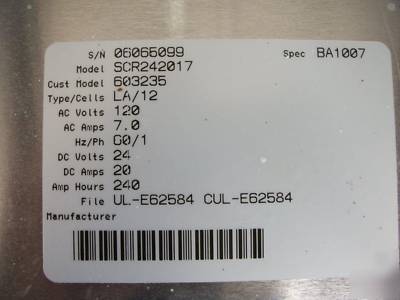 S/N 06065099 Spec BA1007
Model SCR242017
Cust Model 603235
Type/Cells LA/12
AC Volts 120
AC Amps 7.0
Hz/Ph 60/1
DC Volts 24
DC Amps 20
Amp Hours 240
File UL-E62584 CUL-E62584
Manufacturer